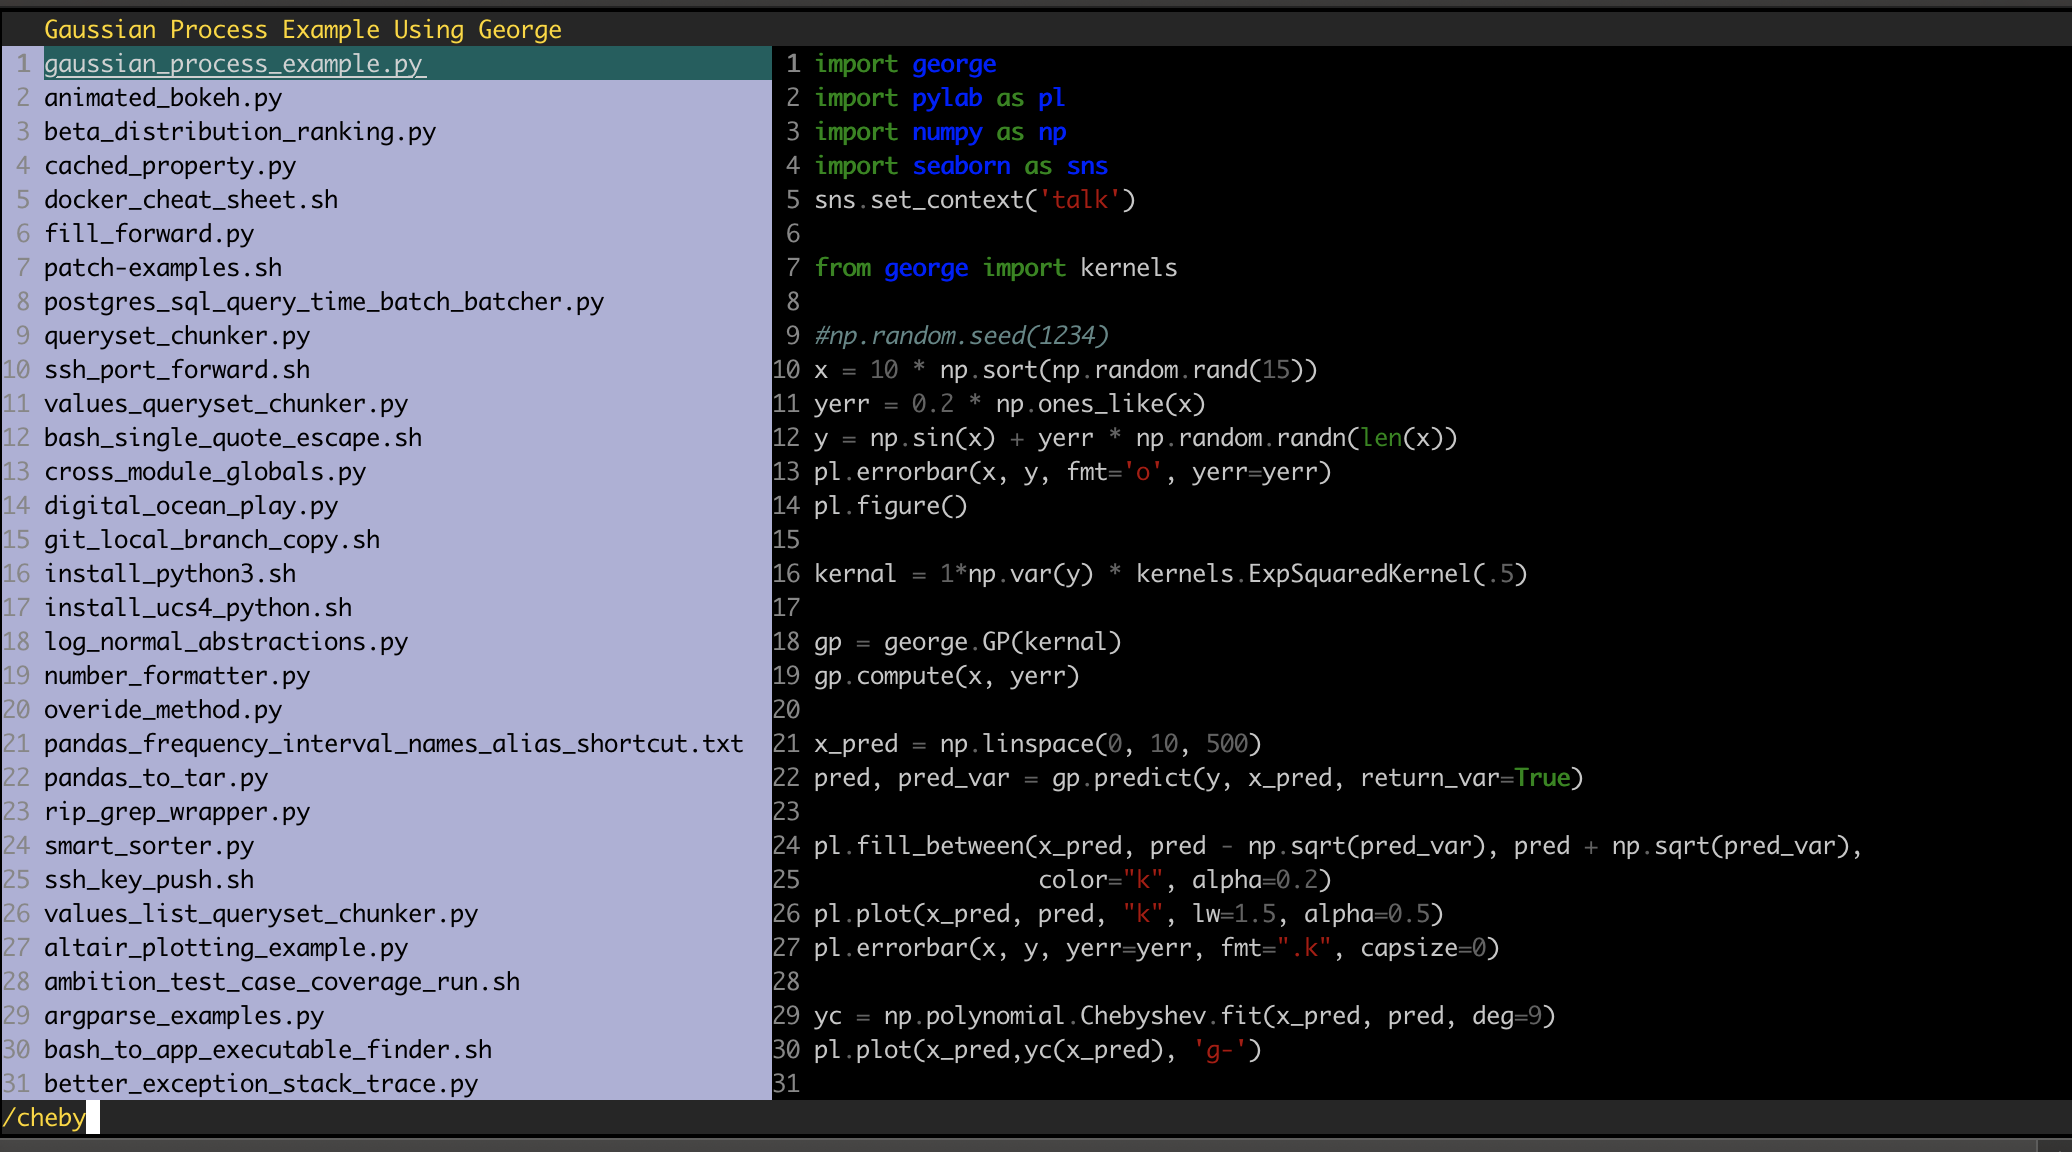 Gaussian Process Example Using George
1 gaussian_process_example.py
2 animated_bokeh.py
3 beta_distribution_ranking.py
4 cached_property.py
5 docker_cheat_sheet.sh
6 fill_forward.py
7 patch-examples.sh
8 postgres_sql_query_time_batch_batcher.py
9 queryset_chunker.py
10 ssh_port_forward.sh
11 values_queryset_chunker.py
12 bash_single_quote_escape.sh
13 cross_module_globals.py
14 digital_ocean_play.py
15 git_local_branch_copy.sh
16 install_python3.sh
17 install_ucs4_python.sh
18 log_normal_abstractions.py
19 number_formatter.py
20 overide_method.py
21 pandas_frequency_interval_names_alias_shortcut.txt
22 pandas_to_tar.py
23 rip_grep_wrapper.py
24 smart_sorter.py
25 ssh_key_push.sh
26 values_list_queryset_chunker.py
27 altair_plotting_example.py
28 ambition_test_case_coverage_run.sh
29 argparse_examples.py
30 bash_to_app_executable_finder.sh
31 better_exception_stack_trace.py
1 import george
2 import pylab as pl
3 import numpy as np
4 import seaborn as sns
5 sns.set_context('talk')
6
7 from george import kernels
8
9 #np.random.seed(1234)
10 x = 10 * np.sort(np.random.rand(15))
11 yerr = 0.2 * np.ones_like(x)
12 y = np.sin(x) + yerr * np.random.randn(len(x))
13 pl.errorbar(x, y, fmt='o', yerr=yerr)
14 pl.figure()
15
16 kernal = 1*np.var(y) * kernels.ExpSquaredKernel(.5)
17
18 gp = george.GP(kernal)
19 gp.compute(x, yerr)
20
21 x_pred = np.linspace(0, 10, 500)
22 pred, pred_var = gp.predict(y, x_pred, return_var=True)
23
24 pl.fill_between(x_pred, pred - np.sqrt(pred_var), pred + np.sqrt(pred_var),
25                 color="k", alpha=0.2)
26 pl.plot(x_pred, pred, "k", lw=1.5, alpha=0.5)
27 pl.errorbar(x, y, yerr=yerr, fmt=".k", capsize=0)
28
29 yc = np.polynomial.Chebyshev.fit(x_pred, pred, deg=9)
30 pl.plot(x_pred,yc(x_pred), 'g-')
31
/cheby